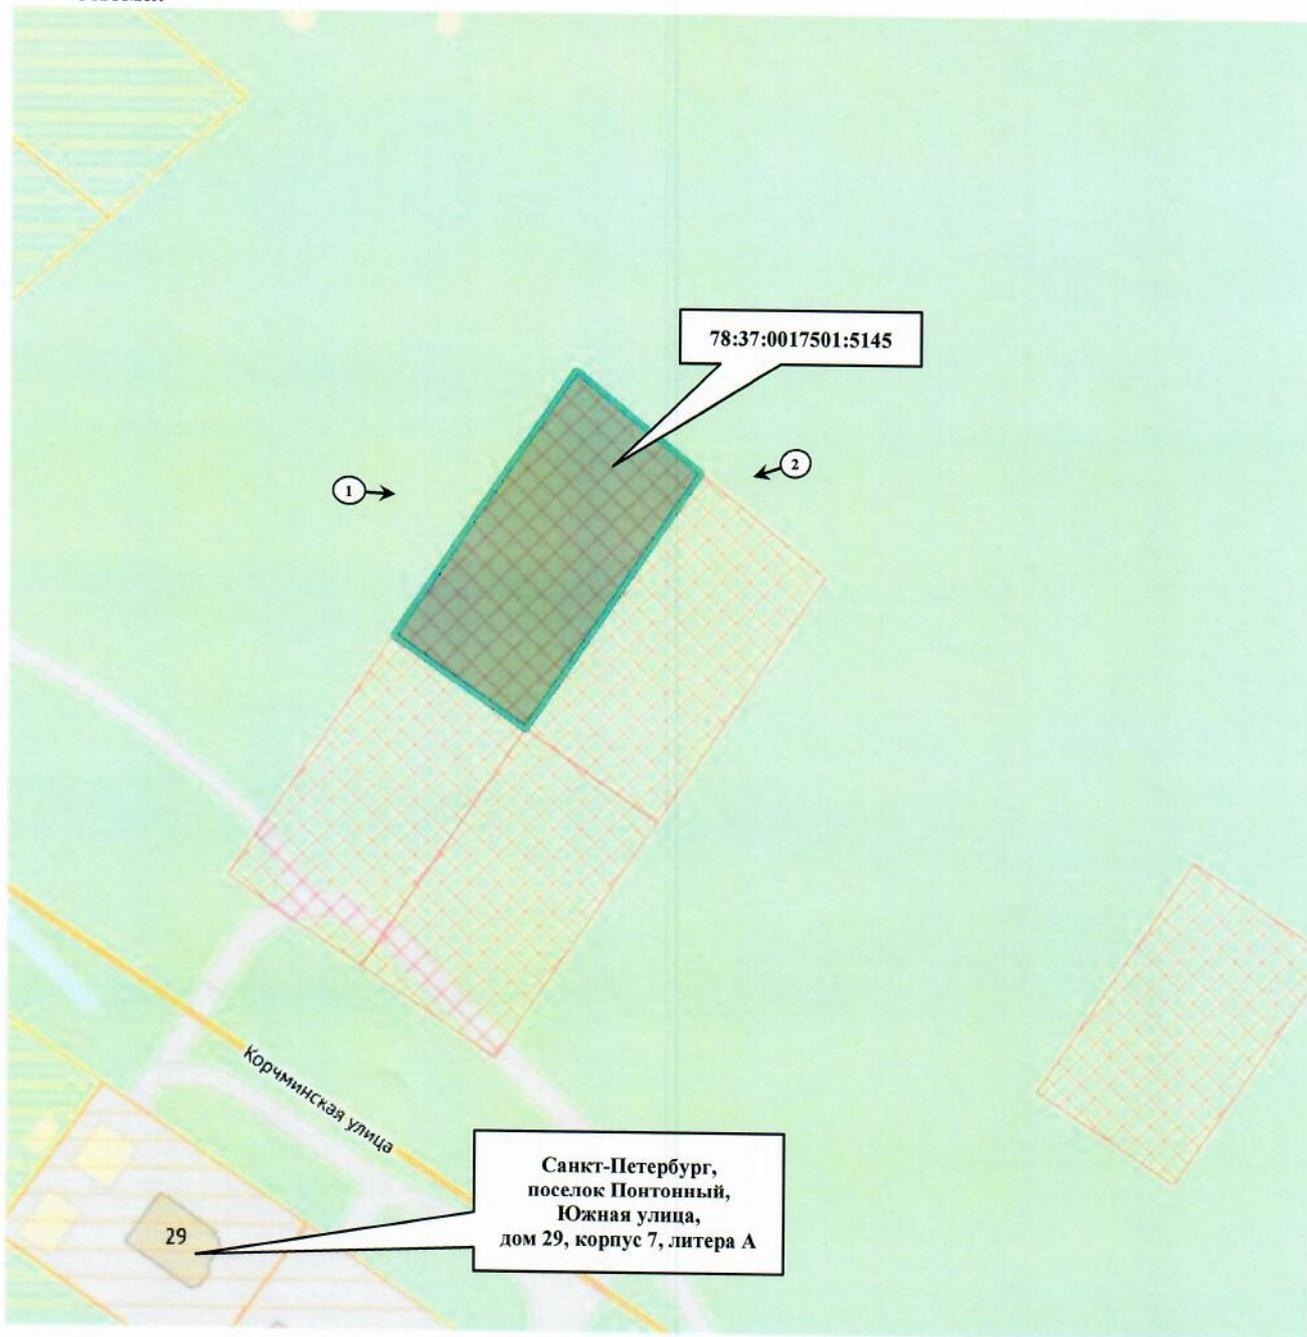 78:37:0017501:5145
2
1
Корчминская улица
Санкт-Петербург,
поселок Понтонный,
Южная улица,
дом 29, корпус 7, литера А
29